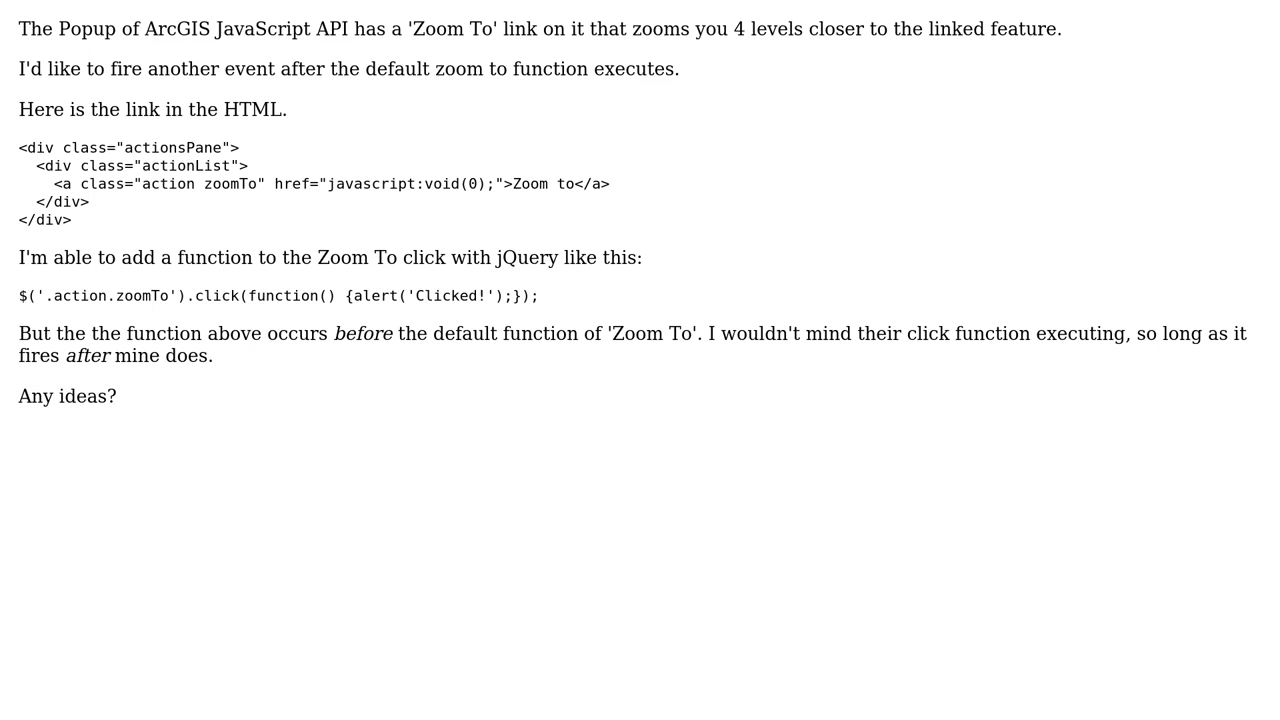 The Popup of ArcGIS JavaScript API has a 'Zoom To' link on it that zooms you 4 levels closer to the linked feature.
I'd like to fire another event after the default zoom to function executes.
Here is the link in the HTML.
<div class="actionsPane">
  <div class="actionList">
    <a class="action zoomTo" href="javascript:void(0);">Zoom to</a>
  </div>
</div>
I'm able to add a function to the Zoom To click with jQuery like this:
$('.action.zoomTo').click(function() {alert('Clicked!');});
But the the function above occurs before the default function of 'Zoom To'. I wouldn't mind their click function executing, so long as it
fires after mine does.
Any ideas?